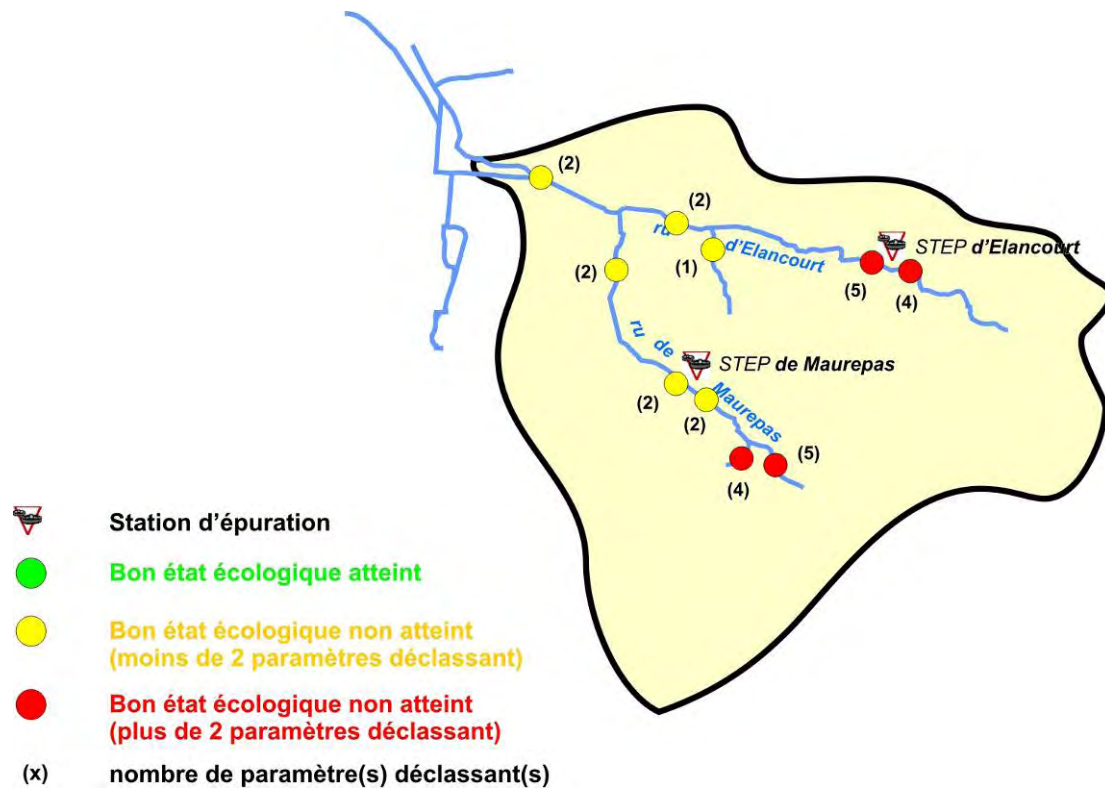 (2)
(2)
ru
d'Elancourt
(1)
STEP d'Elancourt
(5)
(4)
(2)
ru de
Maurepas
STEP de Maurepas
(2)
(2)
(5)
(4)
Station d'épuration
Bon état écologique atteint
Bon état écologique non atteint
(moins de 2 paramètres déclassant)
Bon état écologique non atteint
(plus de 2 paramètres déclassant)
(x) nombre de paramètre(s) déclassant(s)